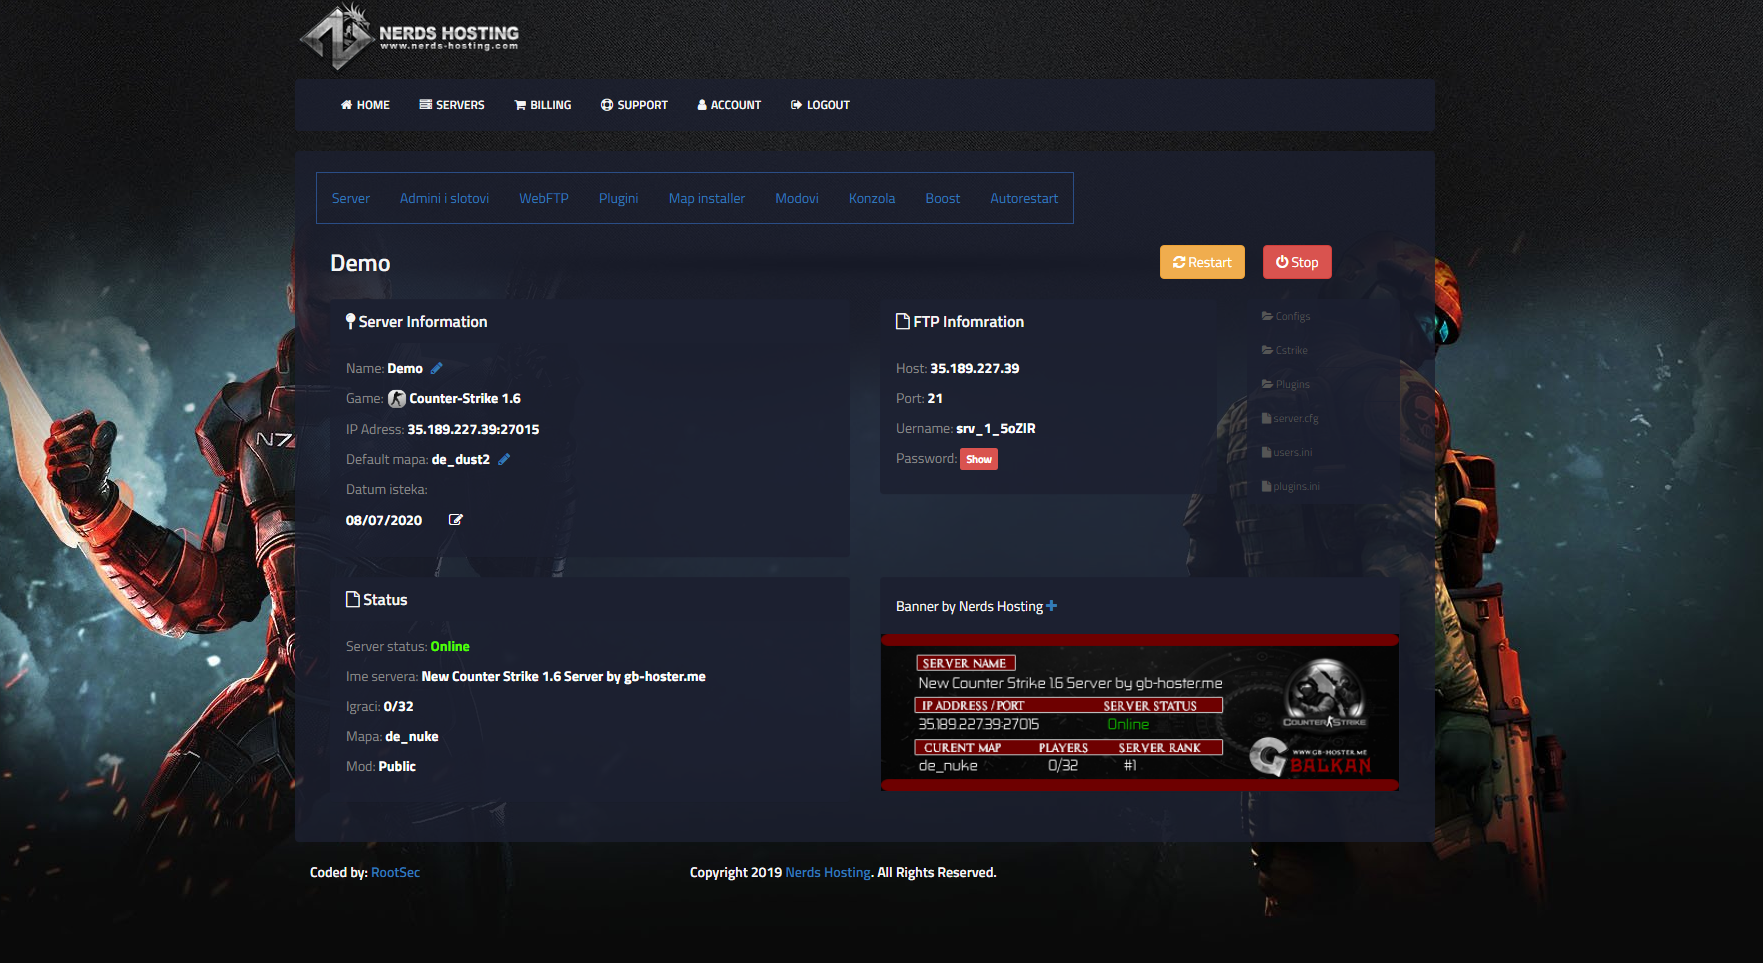 NERDS HOSTING
www.nerds-hosting.com
HOME SERVERS BILLING SUPPORT ACCOUNT LOGOUT
Server Admini i slotovi WebFTP Plugini Map installer Modovi Konzola Boost Autorestart
Demo
Restart Stop
Server Information
Name: Demo
Game: Counter-Strike 1.6
IP Adress: 35.189.227.39:27015
Default mapa: de_dust2
Datum isteka:
08/07/2020
FTP Infomration
Host: 35.189.227.39
Port: 21
Uername: srv_1_5oZIR
Password: Show
Configs
Cstrike
Plugins
server.cfg
users.ini
plugins.ini
Status
Server status: Online
Ime servera: New Counter Strike 1.6 Server by gb-hoster.me
Igraci: 0/32
Mapa: de_nuke
Mod: Public
Banner by Nerds Hosting
SERVER NAME
New Counter Strike 1.6 Server by gb-hoster.me
IP ADDRESS / PORT SERVER STATUS
35.189.227.39:27015 Online
CURENT MAP PLAYERS SERVER RANK
de_nuke 0/32 #1
COUNTER STRIKE
WWW.GB-HOSTER.ME
BALKAN
N7
Coded by: RootSec
Copyright 2019 Nerds Hosting. All Rights Reserved.